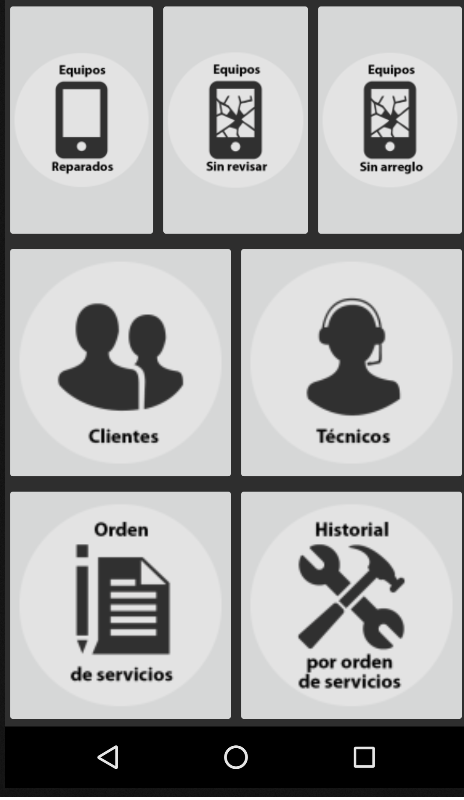 Equipos
Reparados
Equipos
Sin revisar
Equipos
Sin arreglo
Clientes
Técnicos
Orden
de servicios
Historial
por orden
de servicios